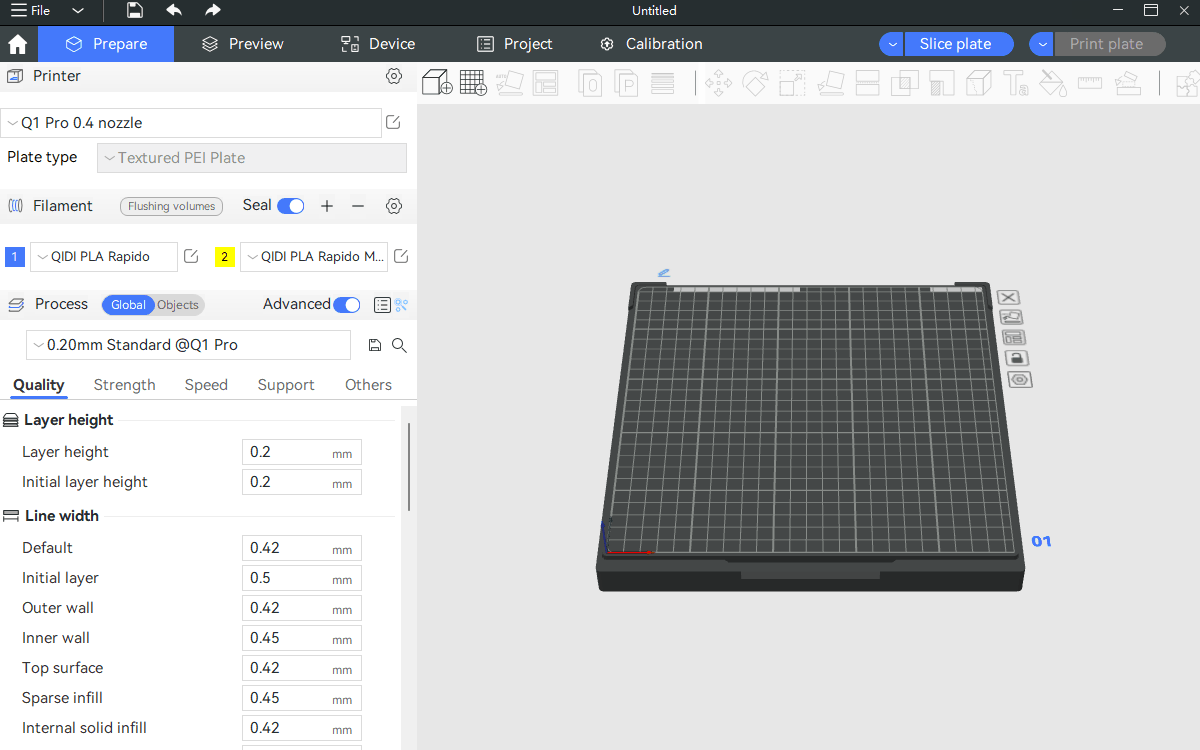 File Untitled
Prepare Preview Device Project Calibration Slice plate Print plate
Printer
Q1 Pro 0.4 nozzle
Plate type Textured PEI Plate
Filament Flushing volumes Seal
1 QIDI PLA Rapido 2 QIDI PLA Rapido M...
Process Global Objects Advanced
0.20mm Standard @Q1 Pro
Quality Strength Speed Support Others
Layer height
Layer height 0.2 mm
Initial layer height 0.2 mm
Line width
Default 0.42 mm
Initial layer 0.5 mm
Outer wall 0.42 mm
Inner wall 0.45 mm
Top surface 0.42 mm
Sparse infill 0.45 mm
Internal solid infill 0.42 mm
01